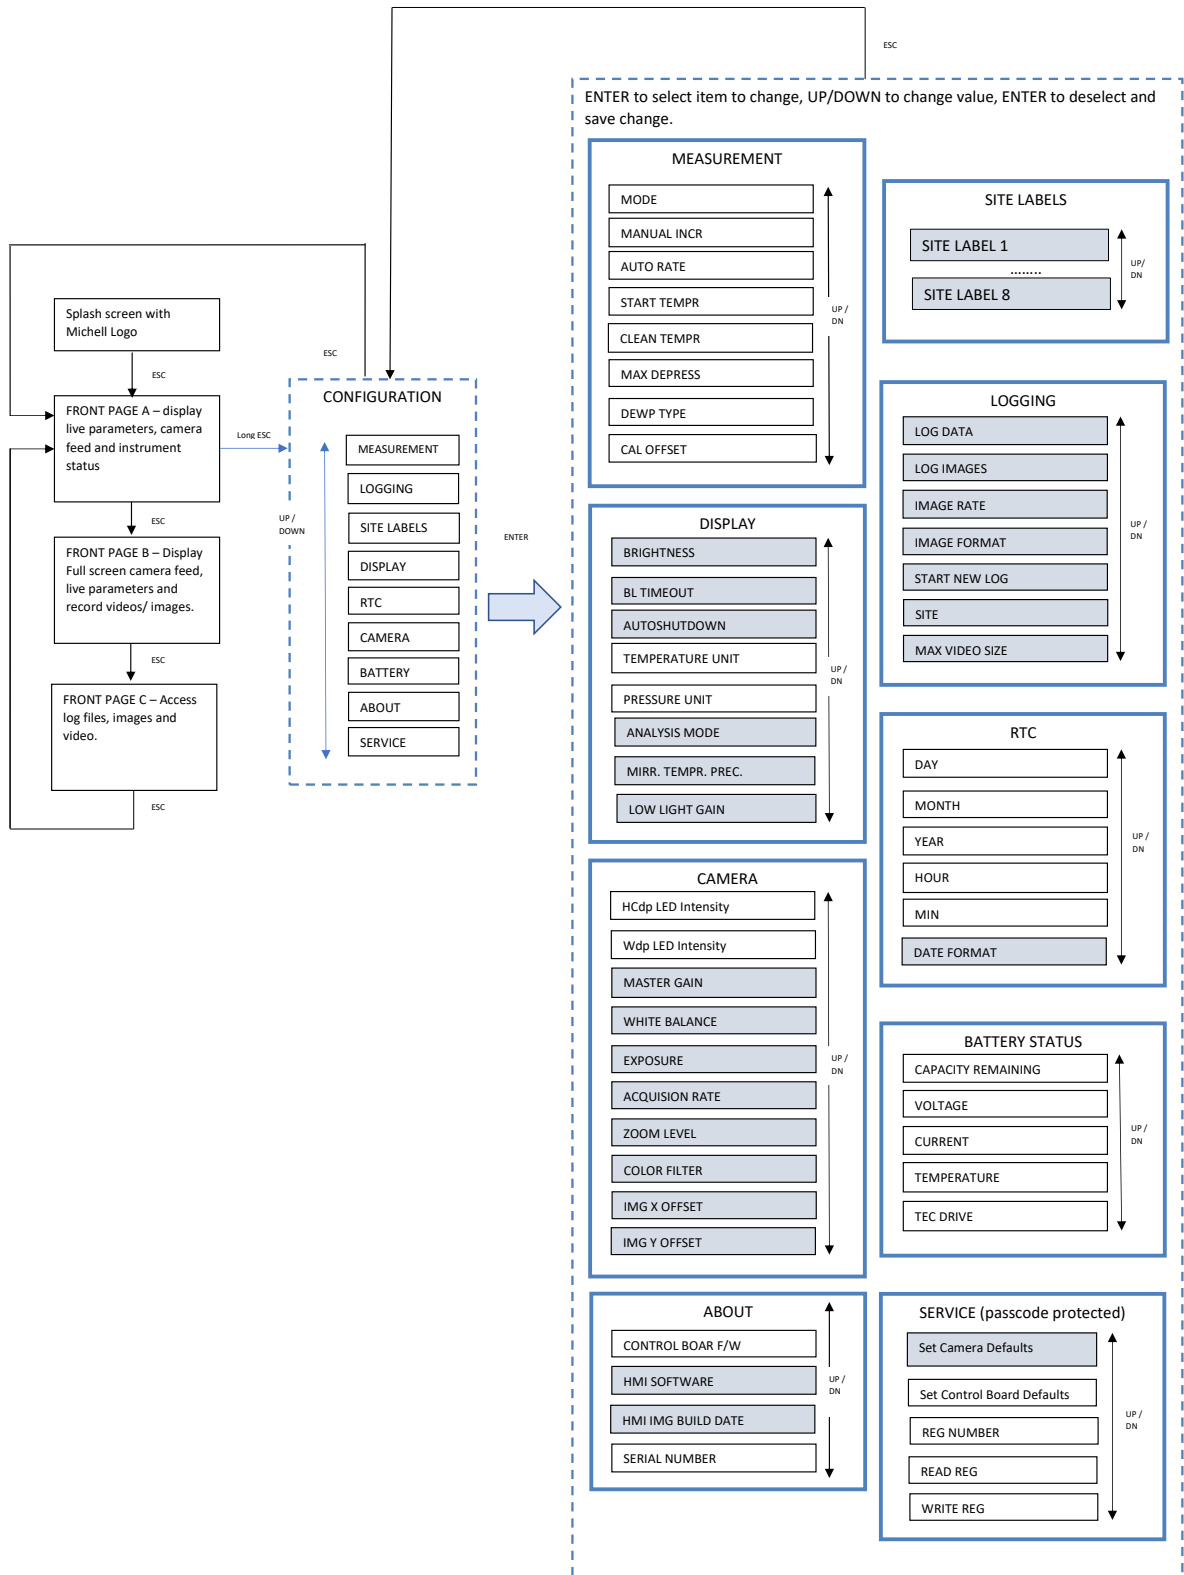 ESC
ENTER to select item to change, UP/DOWN to change value, ENTER to deselect and
save change.
Splash screen with
Michell Logo
ESC
FRONT PAGE A – display
live parameters, camera
feed and instrument
status
Long ESC
ESC
FRONT PAGE B – Display
Full screen camera feed,
live parameters and
record videos/ images.
ESC
FRONT PAGE C – Access
log files, images and
video.
ESC
ESC
CONFIGURATION
MEASUREMENT
LOGGING
SITE LABELS
DISPLAY
RTC
CAMERA
BATTERY
ABOUT
SERVICE
UP /
DOWN
ENTER
MEASUREMENT
MODE
MANUAL INCR
AUTO RATE
START TEMPR
CLEAN TEMPR
MAX DEPRESS
DEWP TYPE
CAL OFFSET
UP /
DN
DISPLAY
BRIGHTNESS
BL TIMEOUT
AUTOSHUTDOWN
TEMPERATURE UNIT
PRESSURE UNIT
ANALYSIS MODE
MIRR. TEMPR. PREC.
LOW LIGHT GAIN
UP /
DN
CAMERA
HCdp LED Intensity
Wdp LED Intensity
MASTER GAIN
WHITE BALANCE
EXPOSURE
ACQUISION RATE
ZOOM LEVEL
COLOR FILTER
IMG X OFFSET
IMG Y OFFSET
UP /
DN
ABOUT
CONTROL BOAR F/W
HMI SOFTWARE
HMI IMG BUILD DATE
SERIAL NUMBER
UP /
DN
SITE LABELS
SITE LABEL 1
........
SITE LABEL 8
UP/
DN
LOGGING
LOG DATA
LOG IMAGES
IMAGE RATE
IMAGE FORMAT
START NEW LOG
SITE
MAX VIDEO SIZE
UP /
DN
RTC
DAY
MONTH
YEAR
HOUR
MIN
DATE FORMAT
UP /
DN
BATTERY STATUS
CAPACITY REMAINING
VOLTAGE
CURRENT
TEMPERATURE
TEC DRIVE
UP /
DN
SERVICE (passcode protected)
Set Camera Defaults
Set Control Board Defaults
REG NUMBER
READ REG
WRITE REG
UP /
DN